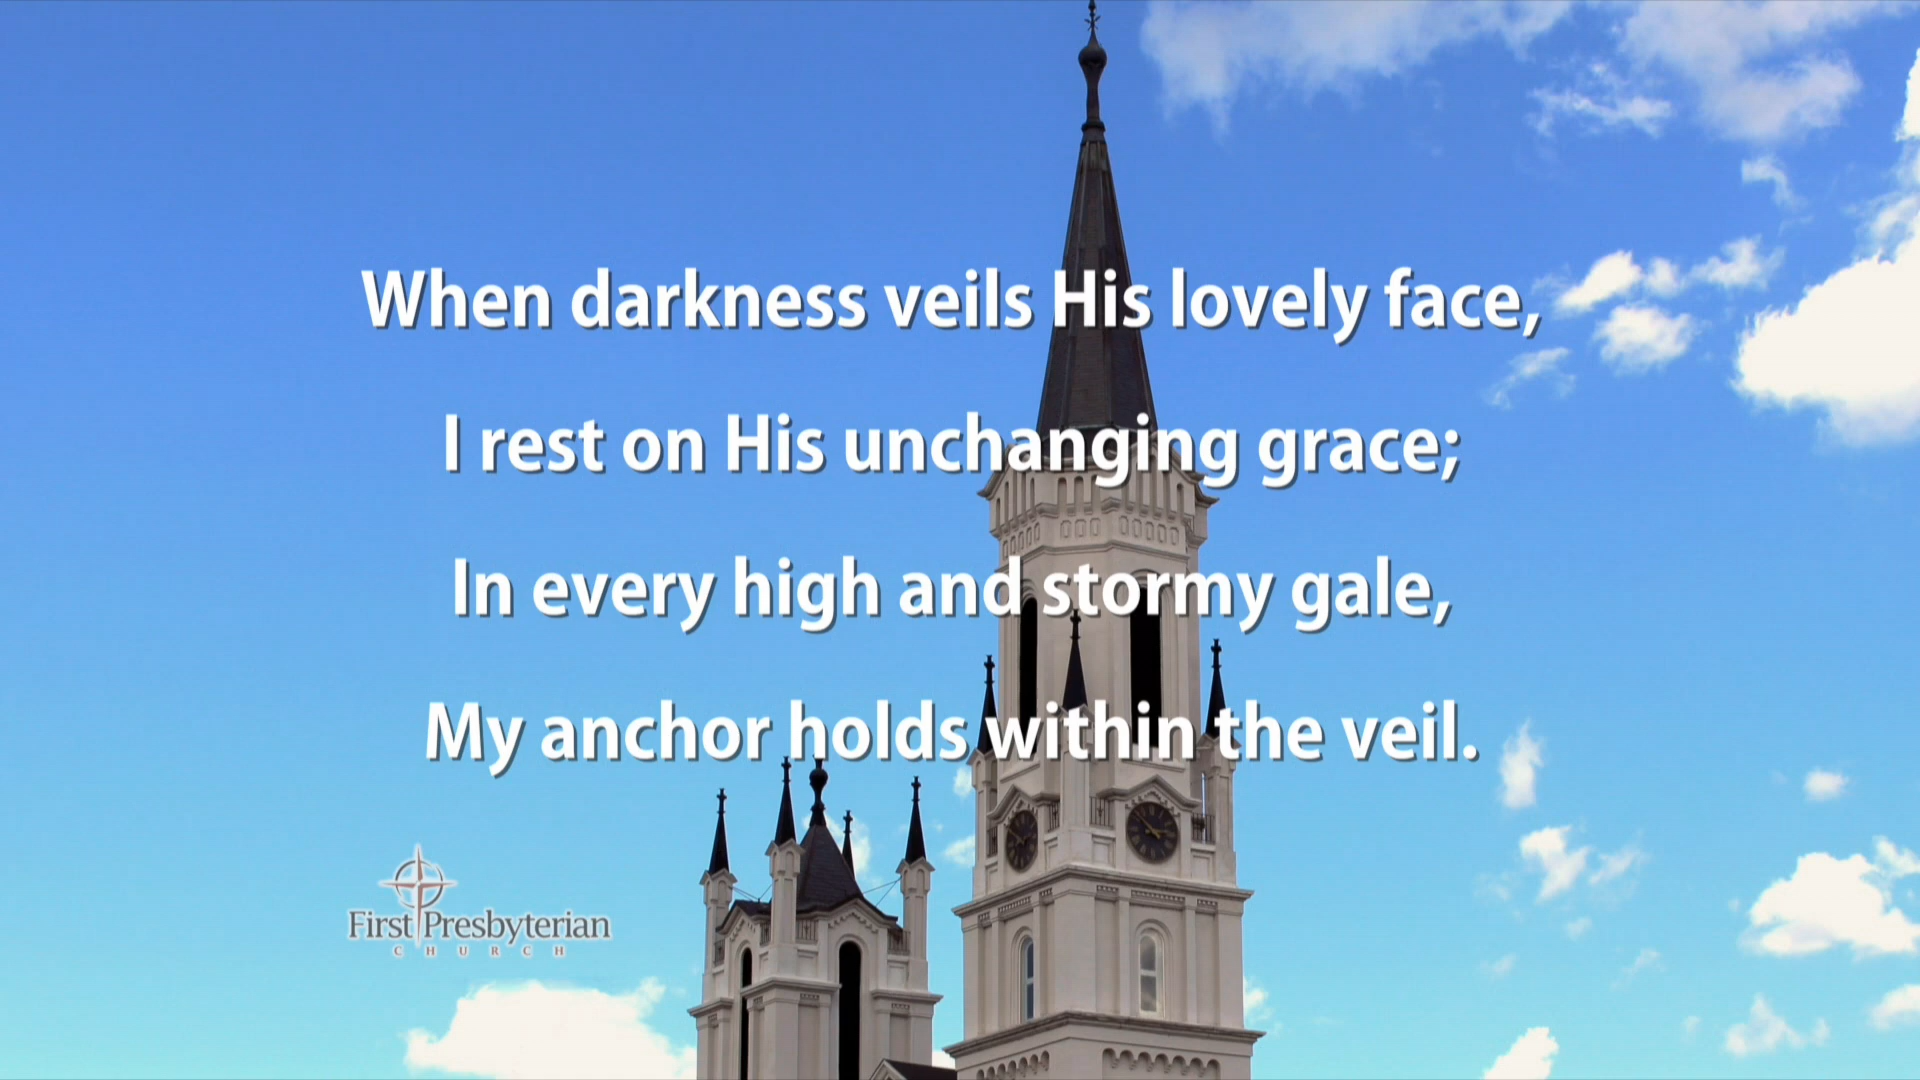 When darkness veils His lovely face,
I rest on His unchanging grace;
In every high and stormy gale,
My anchor holds within the veil.
First Presbyterian
CHURCH